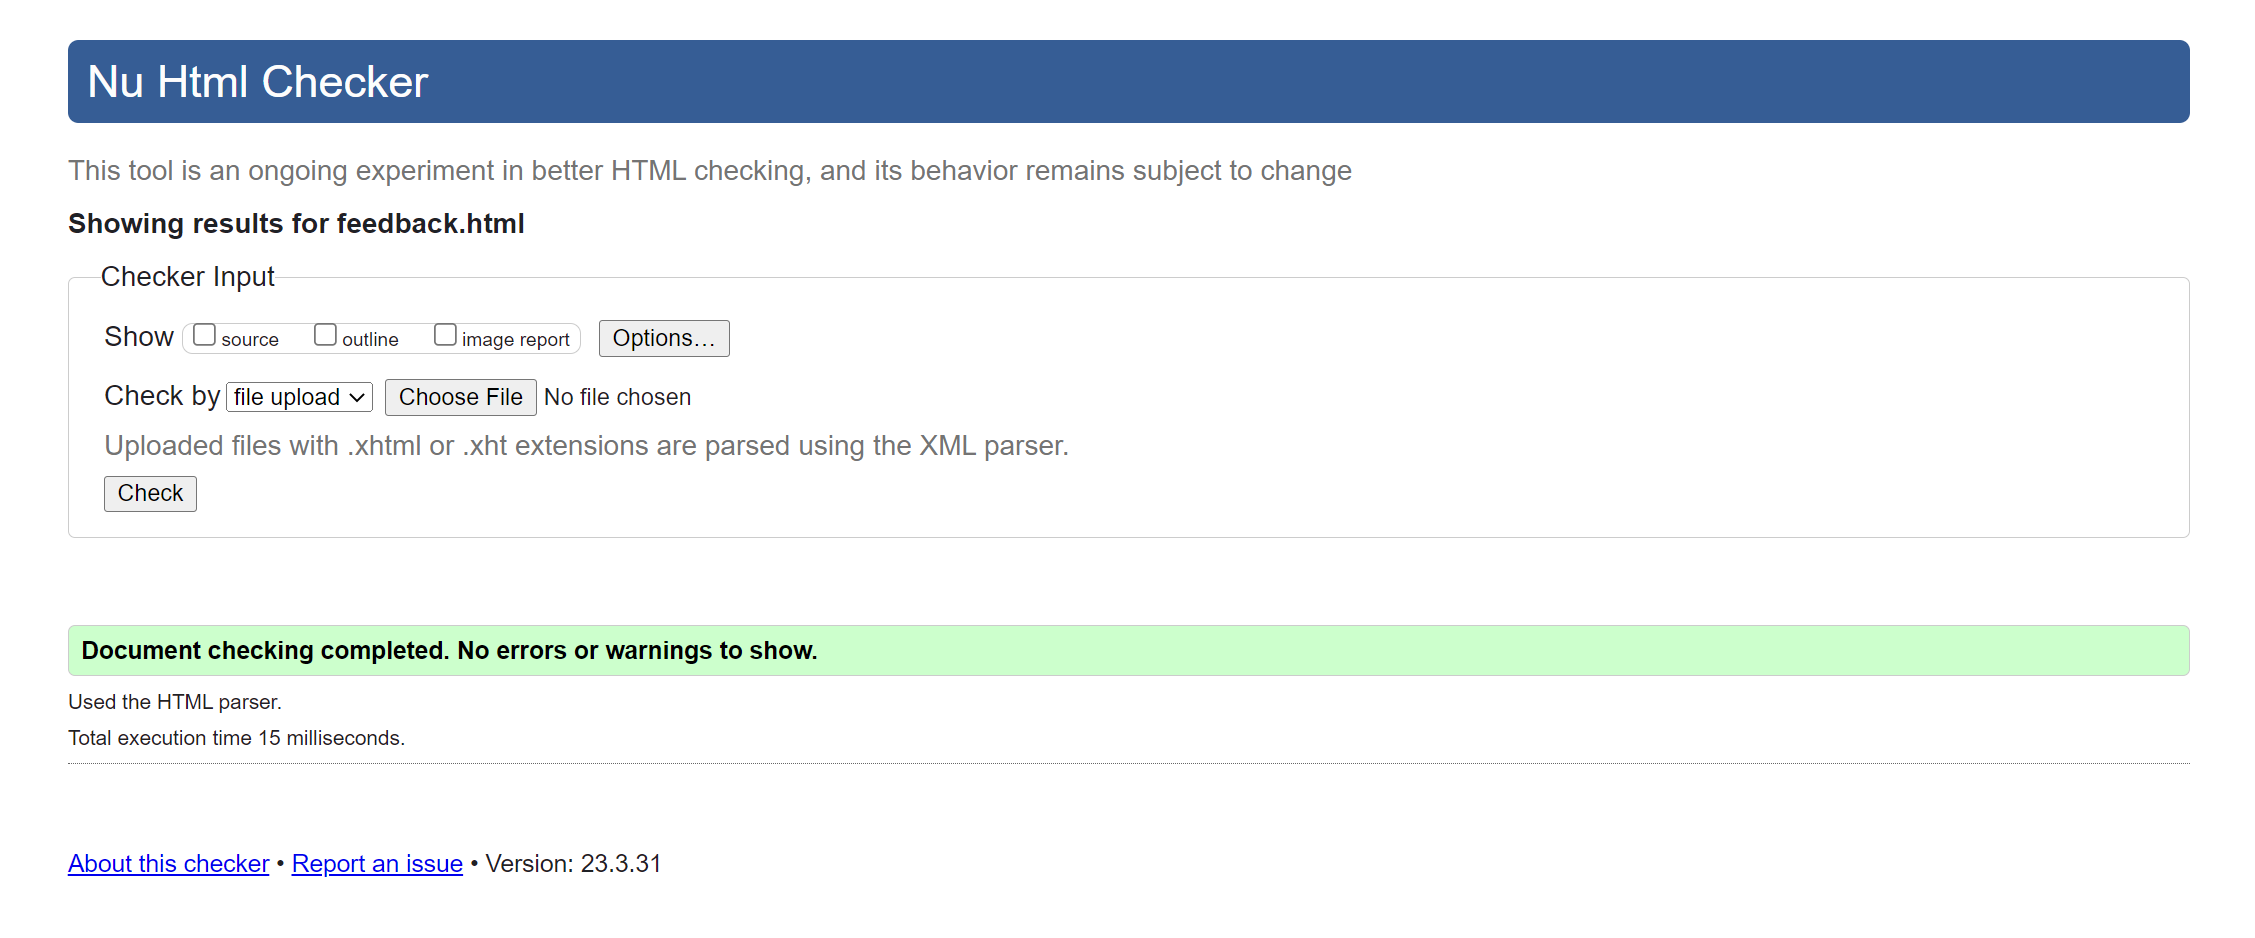 Nu Html Checker
This tool is an ongoing experiment in better HTML checking, and its behavior remains subject to change
Showing results for feedback.html
Checker Input
Show source outline image report Options...
Check by file upload Choose File No file chosen
Uploaded files with .xhtml or .xht extensions are parsed using the XML parser.
Check
Document checking completed. No errors or warnings to show.
Used the HTML parser.
Total execution time 15 milliseconds.
About this checker • Report an issue • Version: 23.3.31